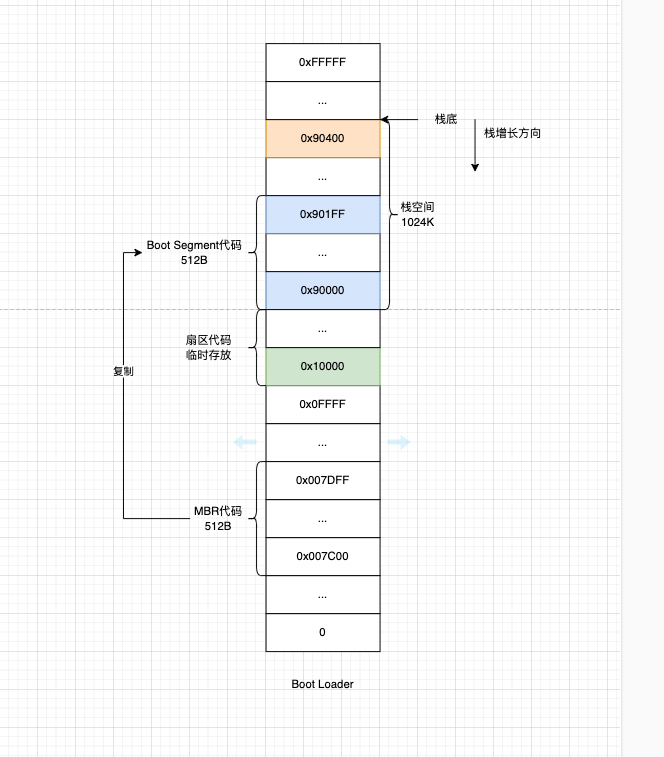 0xFFFFF
...
栈底
0x90400
栈增长方向
...
0x901FF
栈空间
1024K
Boot Segment代码
512B
...
0x90000
...
扇区代码
临时存放
0x10000
复制
0x0FFFF
...
0x007DFF
MBR代码
512B
...
0x007C00
...
0
Boot Loader